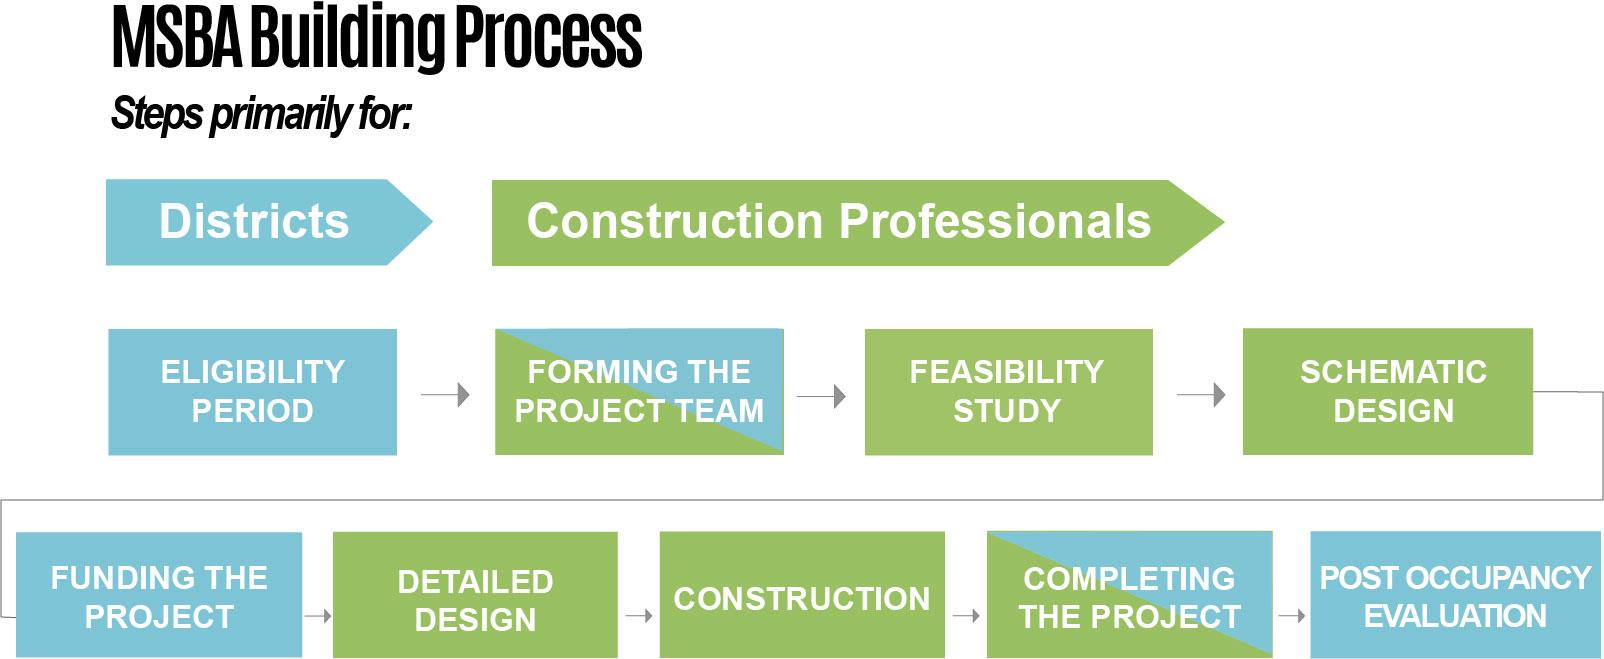 MSBA Building Process
Steps primarily for:
Districts
Construction Professionals
ELIGIBILITY
PERIOD
FORMING THE
PROJECT TEAM
FEASIBILITY
STUDY
SCHEMATIC
DESIGN
FUNDING THE
PROJECT
DETAILED
DESIGN
CONSTRUCTION
COMPLETING
THE PROJECT
POST OCCUPANCY
EVALUATION